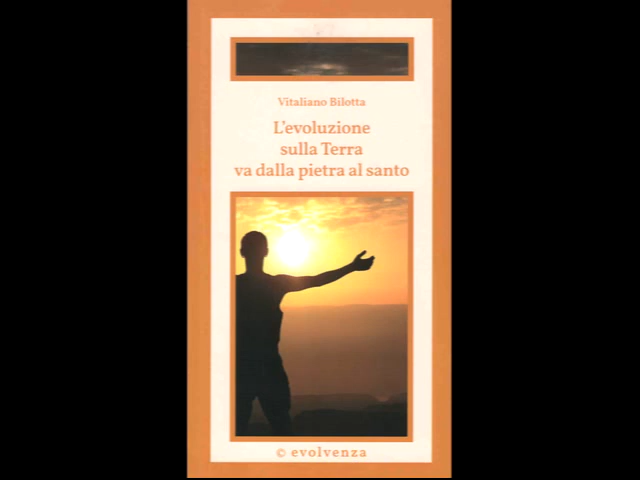 Vitaliano Bilotta
L'evoluzione
sulla Terra
va dalla pietra al santo
© evolvenza